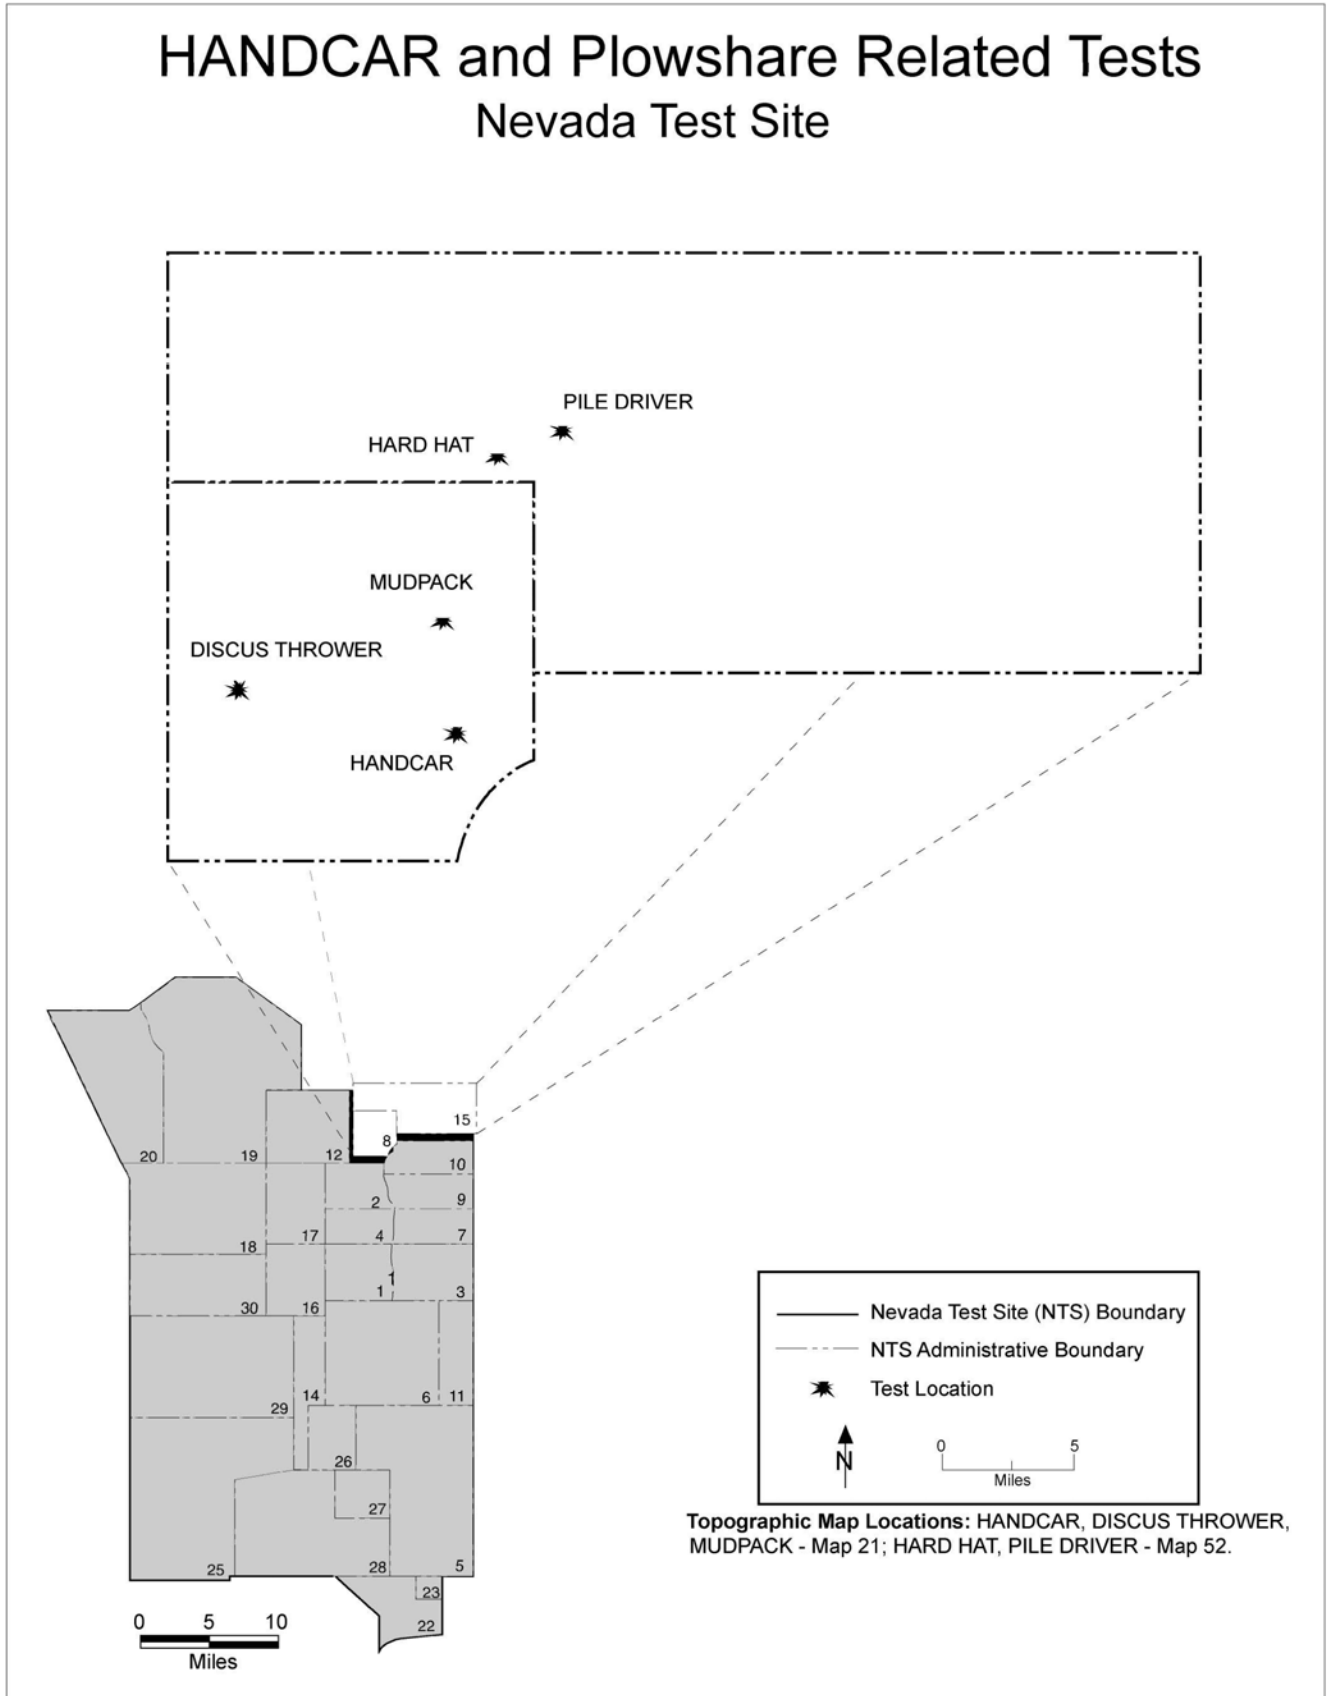 HANDCAR and Plowshare Related Tests
Nevada Test Site
PILE DRIVER
HARD HAT
MUDPACK
DISCUS THROWER
HANDCAR
15
8
20
19
12
10
2
9
17
4
7
18
1
1
3
30
16
14
6
11
29
26
27
25
28
5
23
22
0 5 10
Miles
Nevada Test Site (NTS) Boundary
NTS Administrative Boundary
Test Location
N
0 5
Miles
Topographic Map Locations: HANDCAR, DISCUS THROWER,
MUDPACK - Map 21; HARD HAT, PILE DRIVER - Map 52.